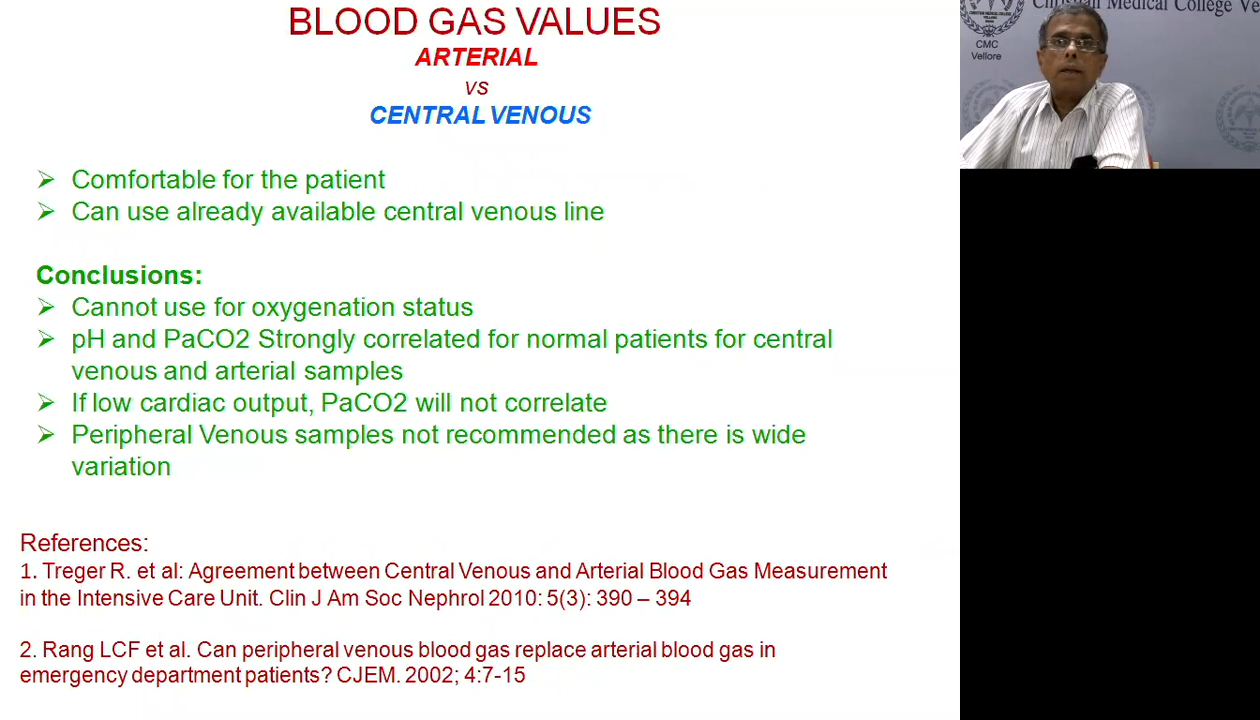 BLOOD GAS VALUES
ARTERIAL
VS
CENTRAL VENOUS
➢ Comfortable for the patient
➢ Can use already available central venous line
Conclusions:
➢ Cannot use for oxygenation status
➢ pH and PaCO2 Strongly correlated for normal patients for central
venous and arterial samples
➢ If low cardiac output, PaCO2 will not correlate
➢ Peripheral Venous samples not recommended as there is wide
variation
References:
1. Treger R. et al: Agreement between Central Venous and Arterial Blood Gas Measurement
in the Intensive Care Unit. Clin J Am Soc Nephrol 2010: 5(3): 390 – 394
2. Rang LCF et al. Can peripheral venous blood gas replace arterial blood gas in
emergency department patients? CJEM. 2002; 4:7-15
Christian Medical College Ve
CMC
Vellore